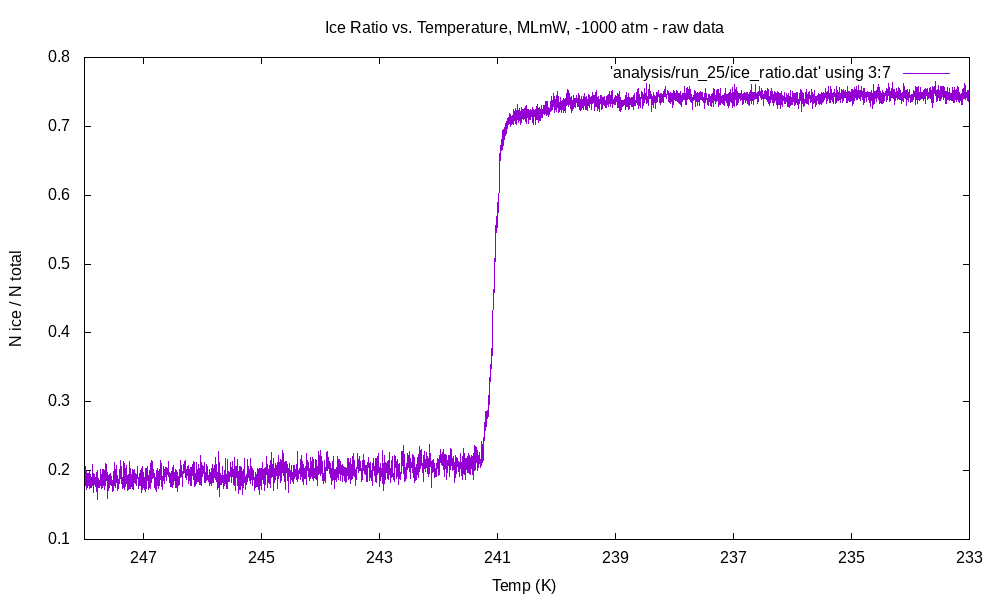 Ice Ratio vs. Temperature, MLmW, -1000 atm - raw data
'analysis/run_25/ice_ratio.dat' using 3:7
0.8
0.7
0.6
0.5
0.4
0.3
0.2
0.1
N ice / N total
247 245 243 241 239 237 235 233
Temp (K)